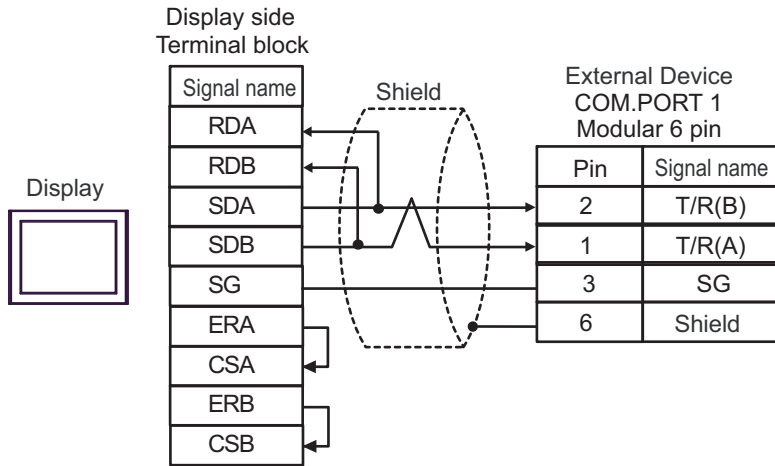 Display side
Terminal block
Signal name
RDA
RDB
SDA
SDB
SG
ERA
CSA
ERB
CSB
Display
Shield
External Device
COM.PORT 1
Modular 6 pin
Pin Signal name
2 T/R(B)
1 T/R(A)
3 SG
6 Shield